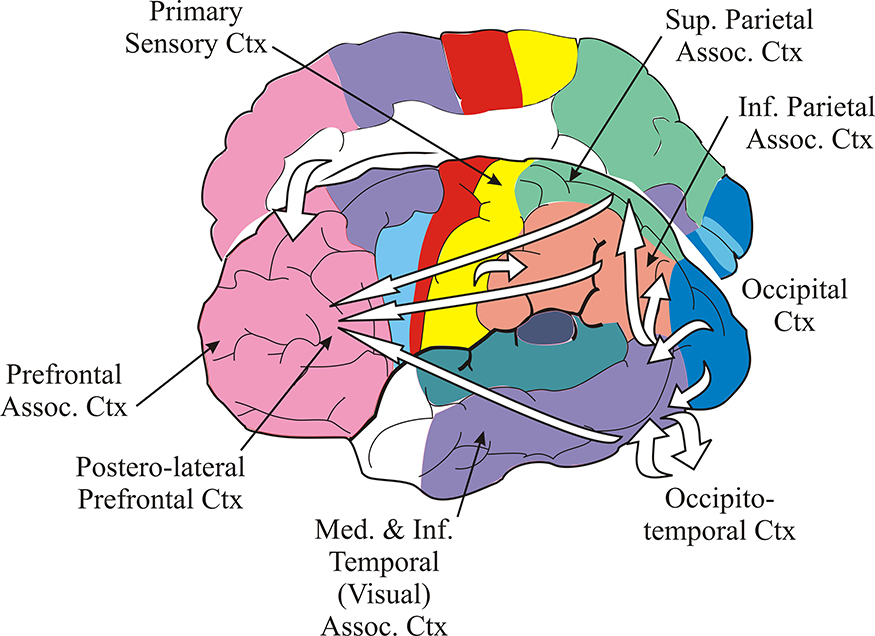 Primary
Sensory Ctx
Sup. Parietal
Assoc. Ctx
Inf. Parietal
Assoc. Ctx
Occipital
Ctx
Prefrontal
Assoc. Ctx
Postero-lateral
Prefrontal Ctx
Occipito-
temporal Ctx
Med. & Inf.
Temporal
(Visual)
Assoc. Ctx